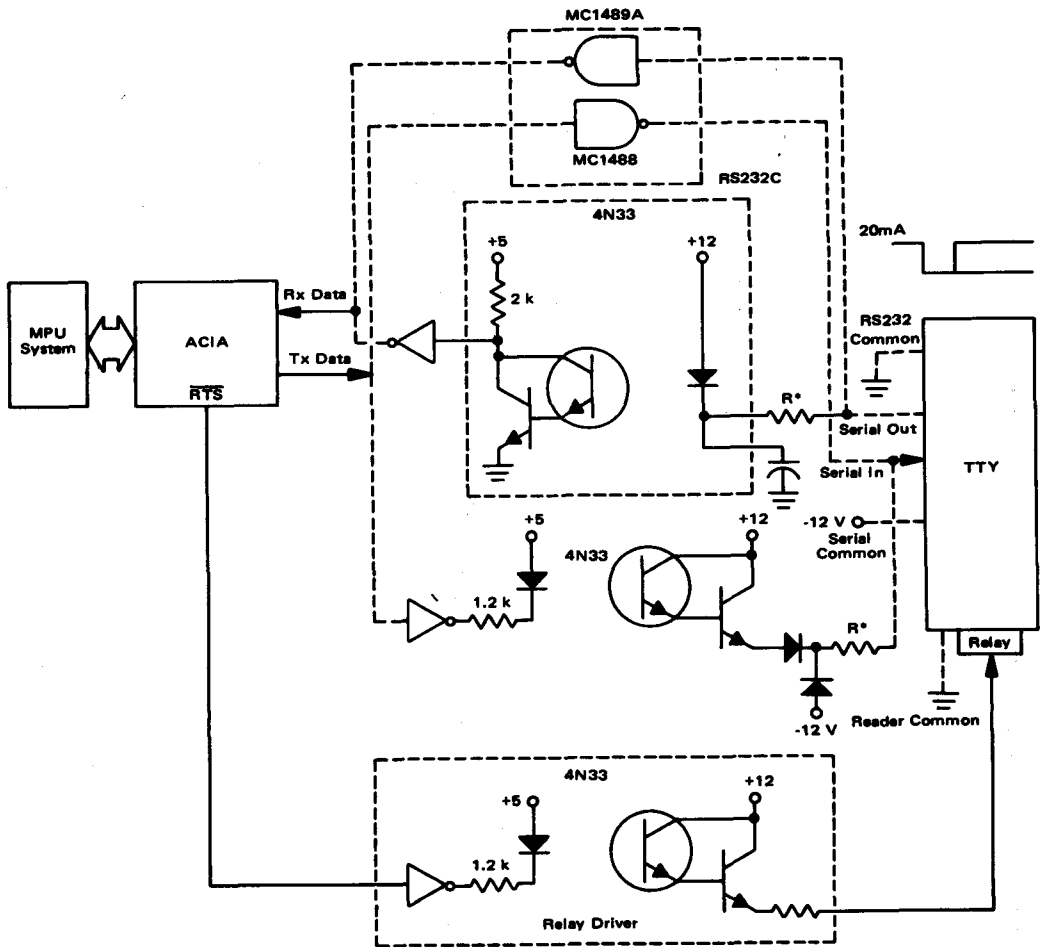 MC1489A
MC1488
RS232C
4N33
+5
2 k
+12
20mA
MPU
System
ACIA
RTS
Rx Data
Tx Data
RS232
Common
R*
Serial Out
Serial In
TTY
-12 V
Serial
Common
+5
1.2 k
4N33
+12
R*
-12 V
Relay
Reader Common
4N33
+5
1.2 k
+12
Relay Driver